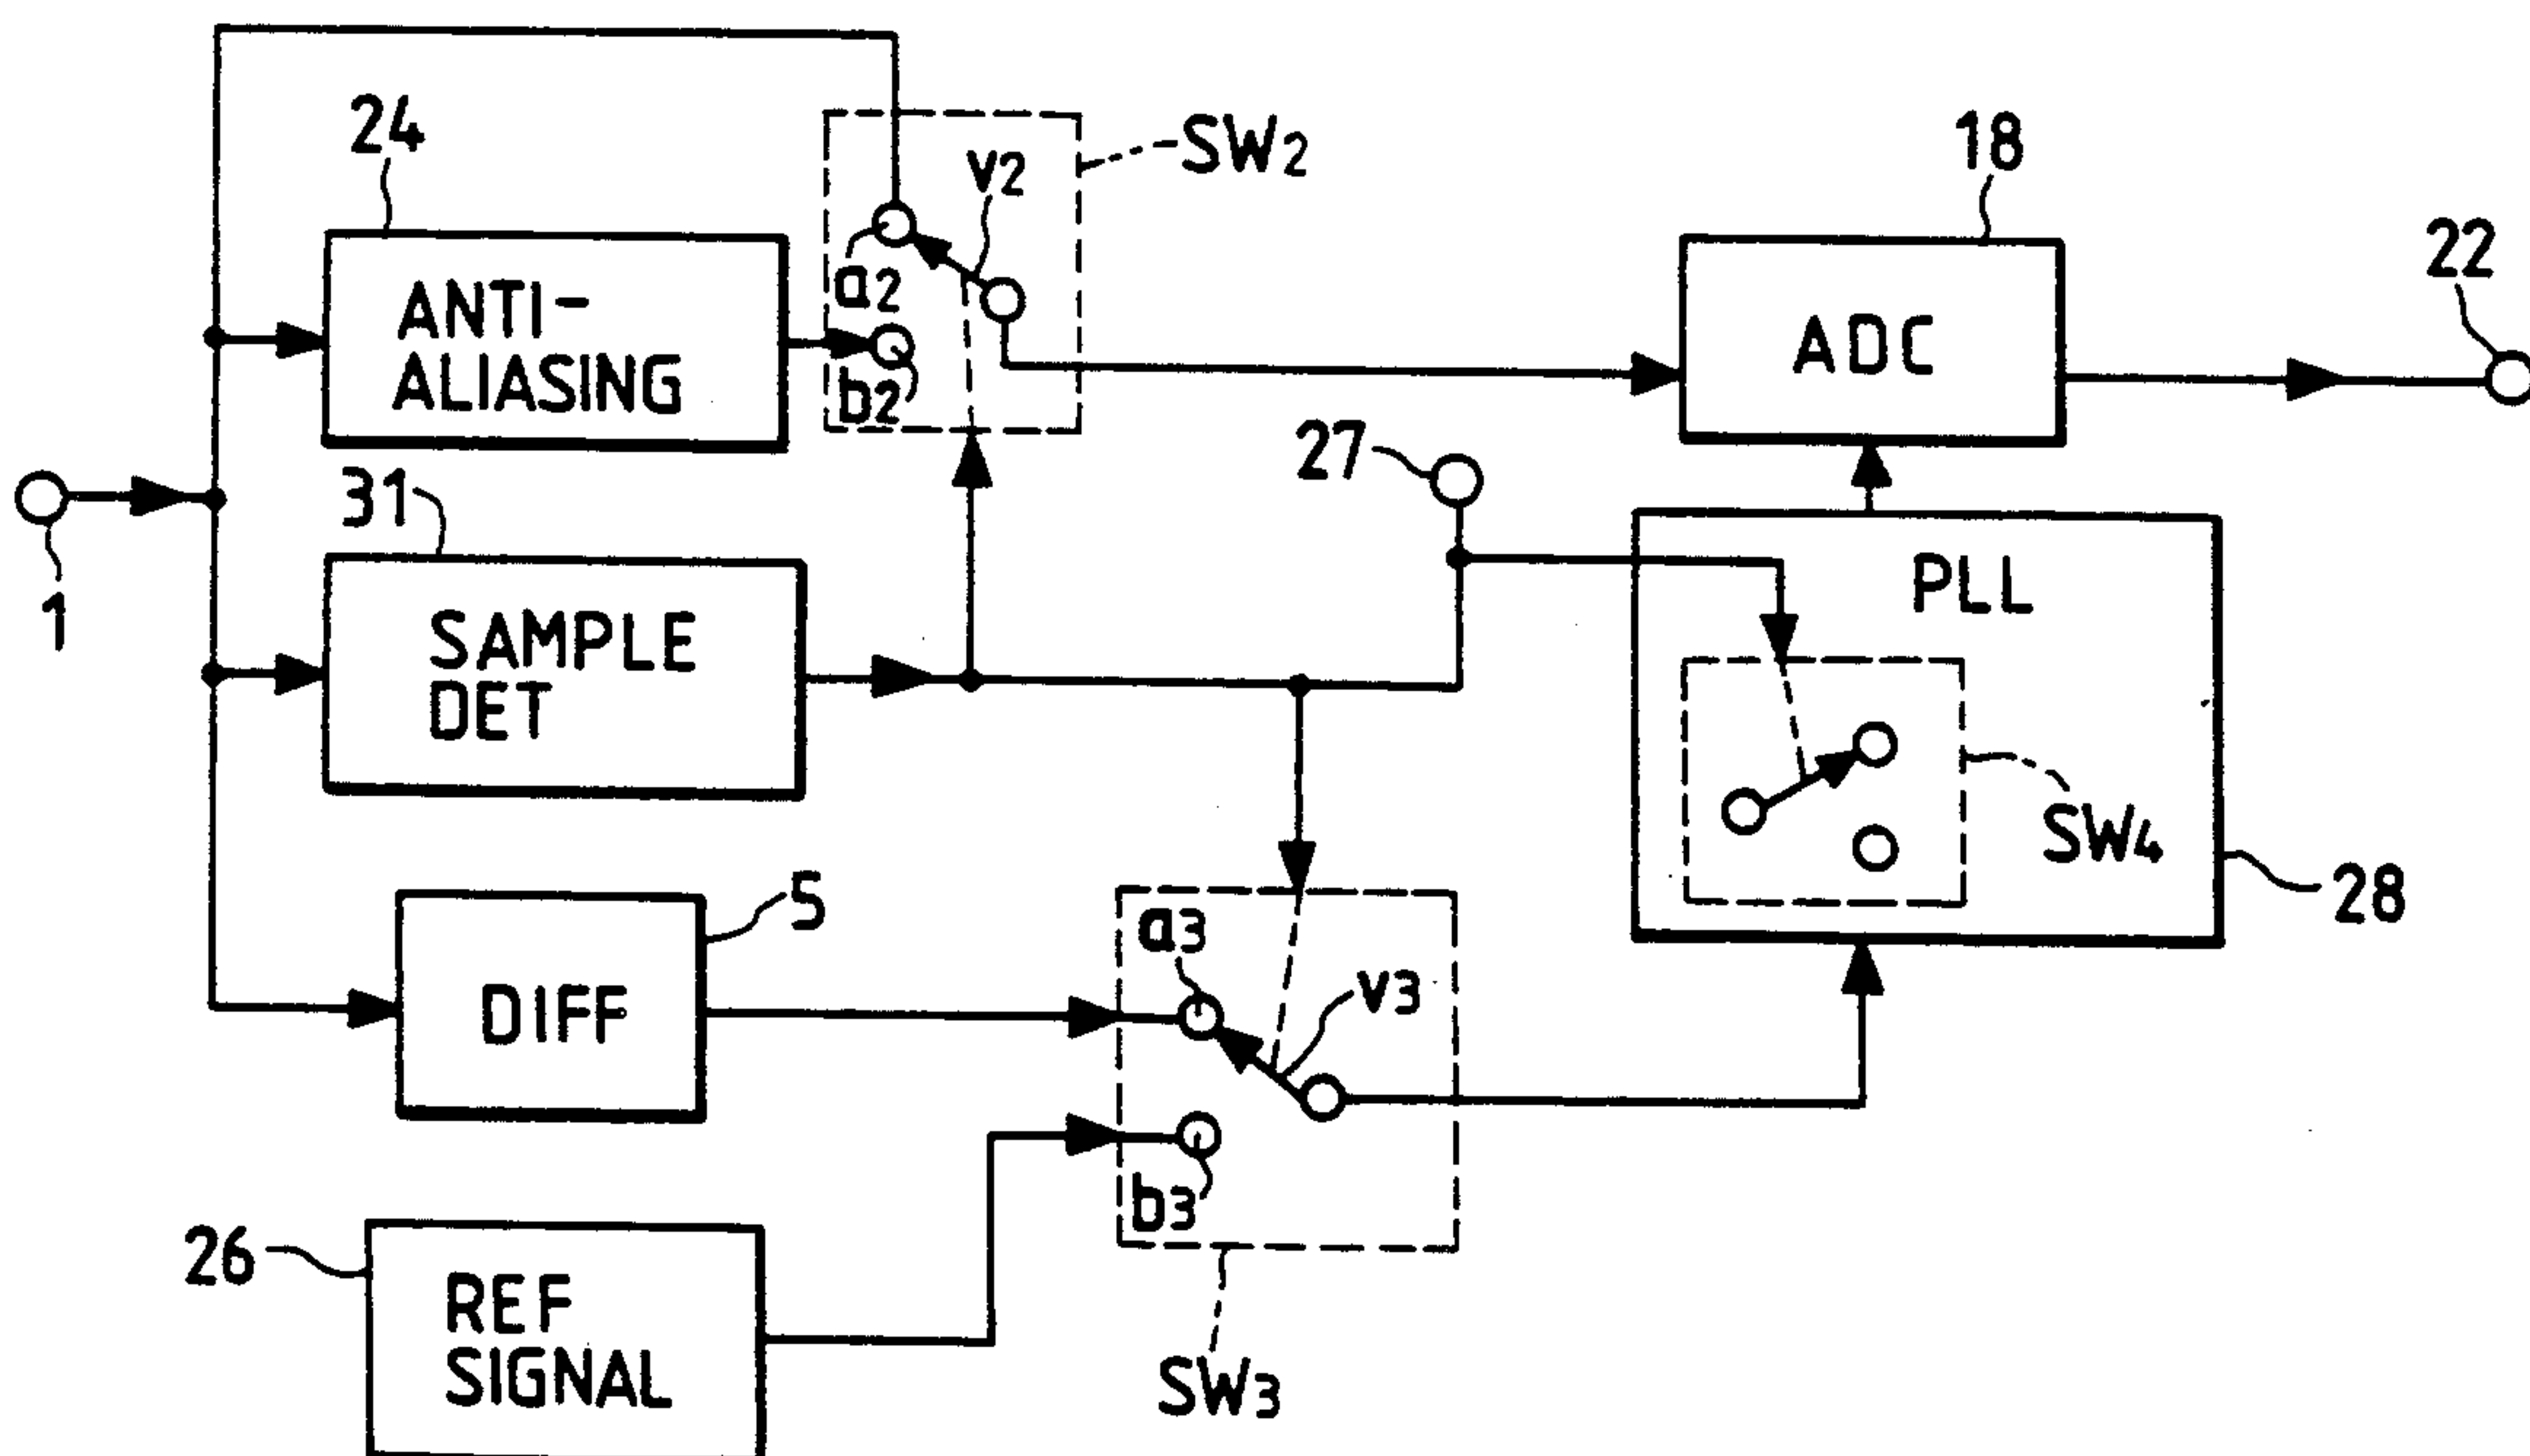 24
SW2
v2
18
22
a2
ANTI-
ALIASING
ADC
b2
27
31
1
PLL
SAMPLE
DET
SW4
5
28
a3
v3
DIFF
b3
26
REF
SIGNAL
SW3